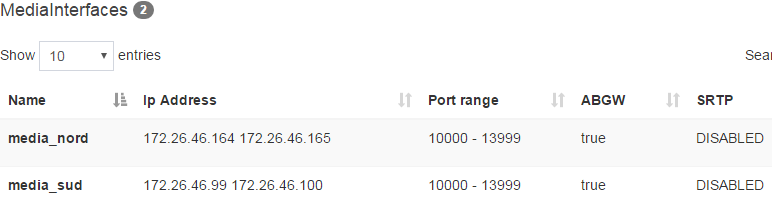 MediaInterfaces 2
Show 10 entries Sear
Name Ip Address Port range ABGW SRTP
media_nord 172.26.46.164 172.26.46.165 10000 - 13999 true DISABLED
media_sud 172.26.46.99 172.26.46.100 10000 - 13999 true DISABLED